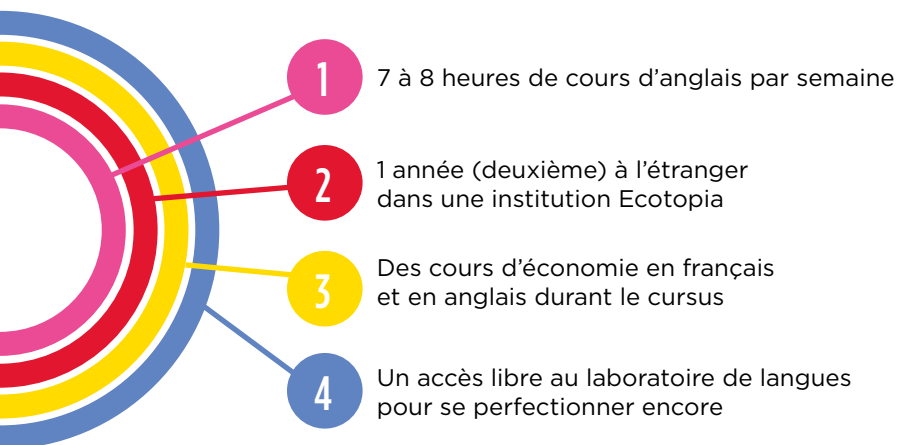 1
7 à 8 heures de cours d'anglais par semaine
2
1 année (deuxième) à l'étranger
dans une institution Ecotopia
3
Des cours d'économie en français
et en anglais durant le cursus
4
Un accès libre au laboratoire de langues
pour se perfectionner encore